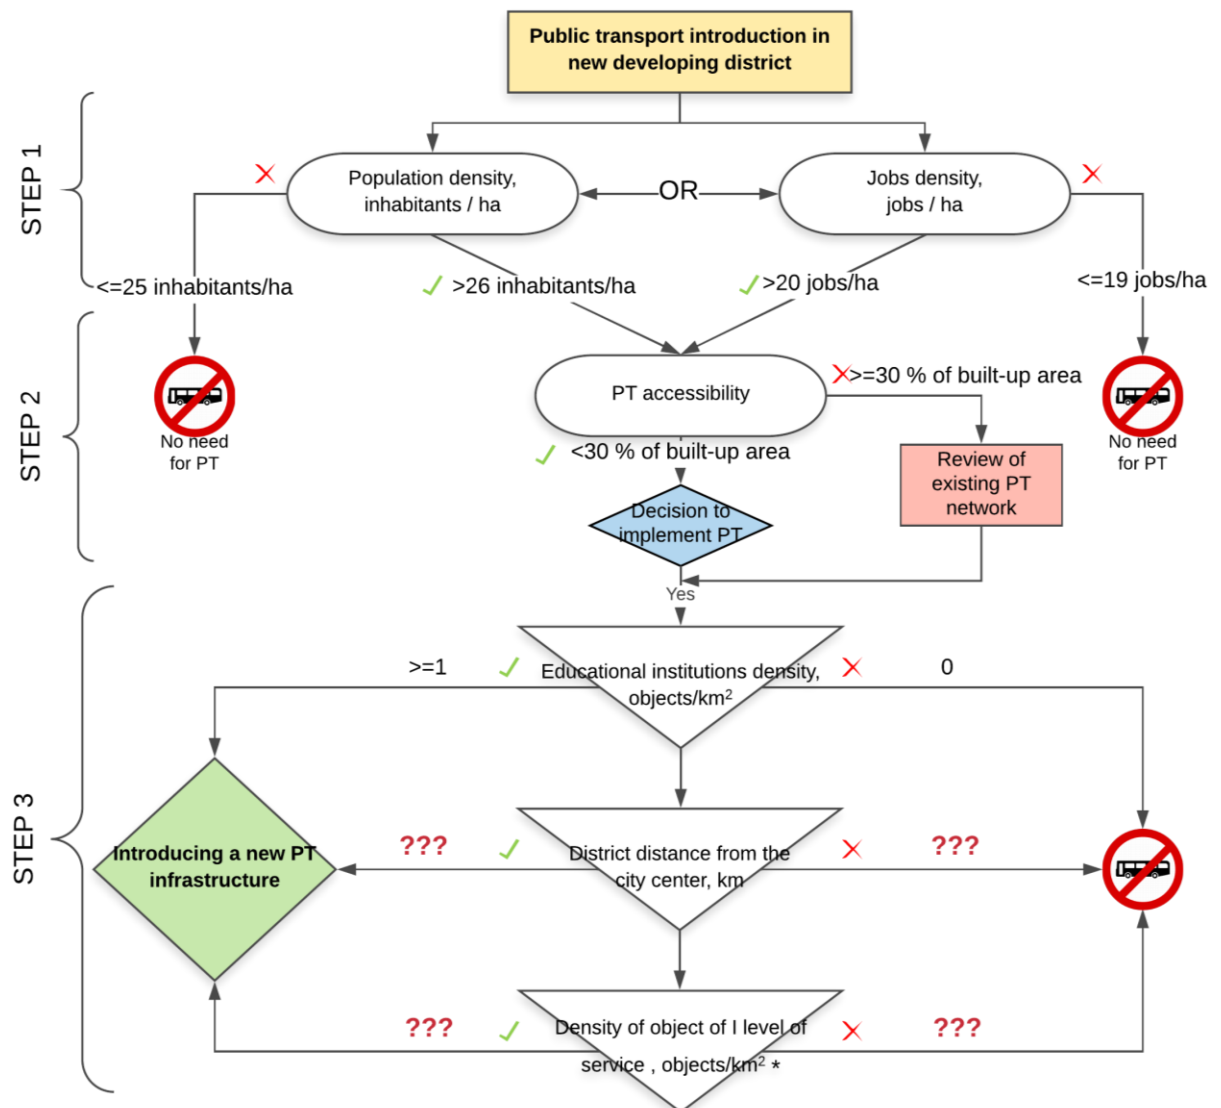 Public transport introduction in
new developing district
STEP 1
Population density,
inhabitants / ha
OR
Jobs density,
jobs / ha
<=25 inhabitants/ha
>26 inhabitants/ha
>20 jobs/ha
<=19 jobs/ha
STEP 2
No need
for PT
PT accessibility
>=30 % of built-up area
No need
for PT
<30 % of built-up area
Review of
existing PT
network
Decision to
implement PT
Yes
STEP 3
>=1
Educational institutions density,
objects/km²
0
Introducing a new PT
infrastructure
???
District distance from the
city center, km
???
???
Density of object of I level of
service , objects/km² *
???